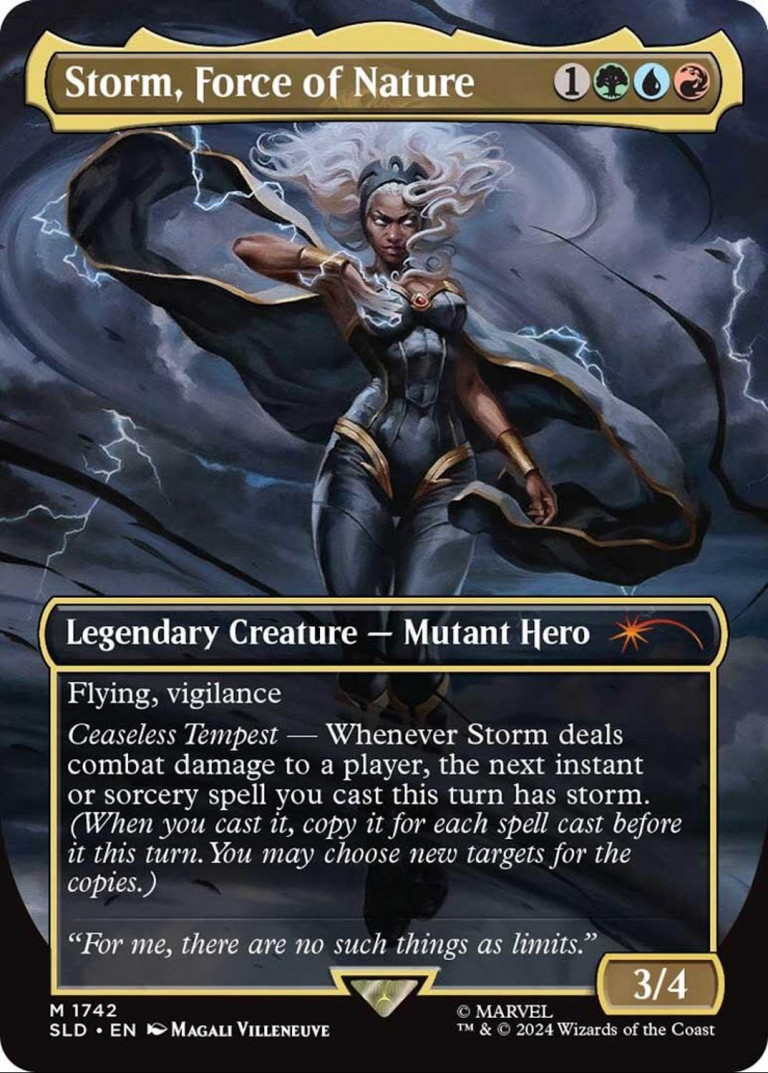 Storm, Force of Nature 1
Legendary Creature — Mutant Hero
Flying, vigilance
Ceaseless Tempest — Whenever Storm deals
combat damage to a player, the next instant
or sorcery spell you cast this turn has storm.
(When you cast it, copy it for each spell cast before
it this turn. You may choose new targets for the
copies.)
“For me, there are no such things as limits.”
3/4
M 1742
SLD • EN MAGALI VILLENEUVE
© MARVEL
™ & © 2024 Wizards of the Coast